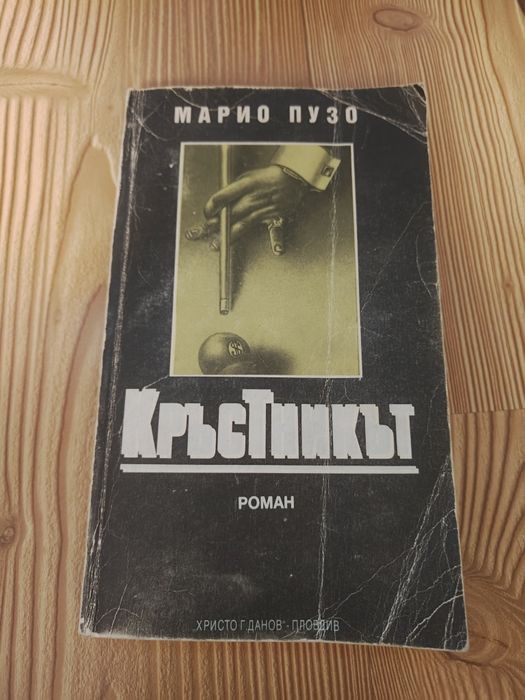 МАРИО ПУЗО
КРЪСТНИКЪТ
РОМАН
ХРИСТО Г. ДАНОВ" - ПЛОВДИВ